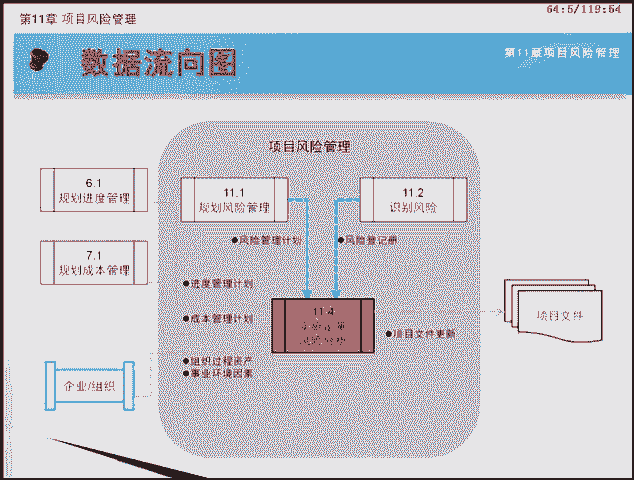 第11章 项目风险管理
64:5/119:54
数据流向图
第11章项目风险管理
项目风险管理
6.1
规划进度管理
11.1
规划风险管理
11.2
识别风险
●风险管理计划
●风险登记册
7.1
规划成本管理
●进度管理计划
●成本管理计划
11.4
●项目文件更新
项目文件
●组织过程资产
●事业环境因素
企业/组织